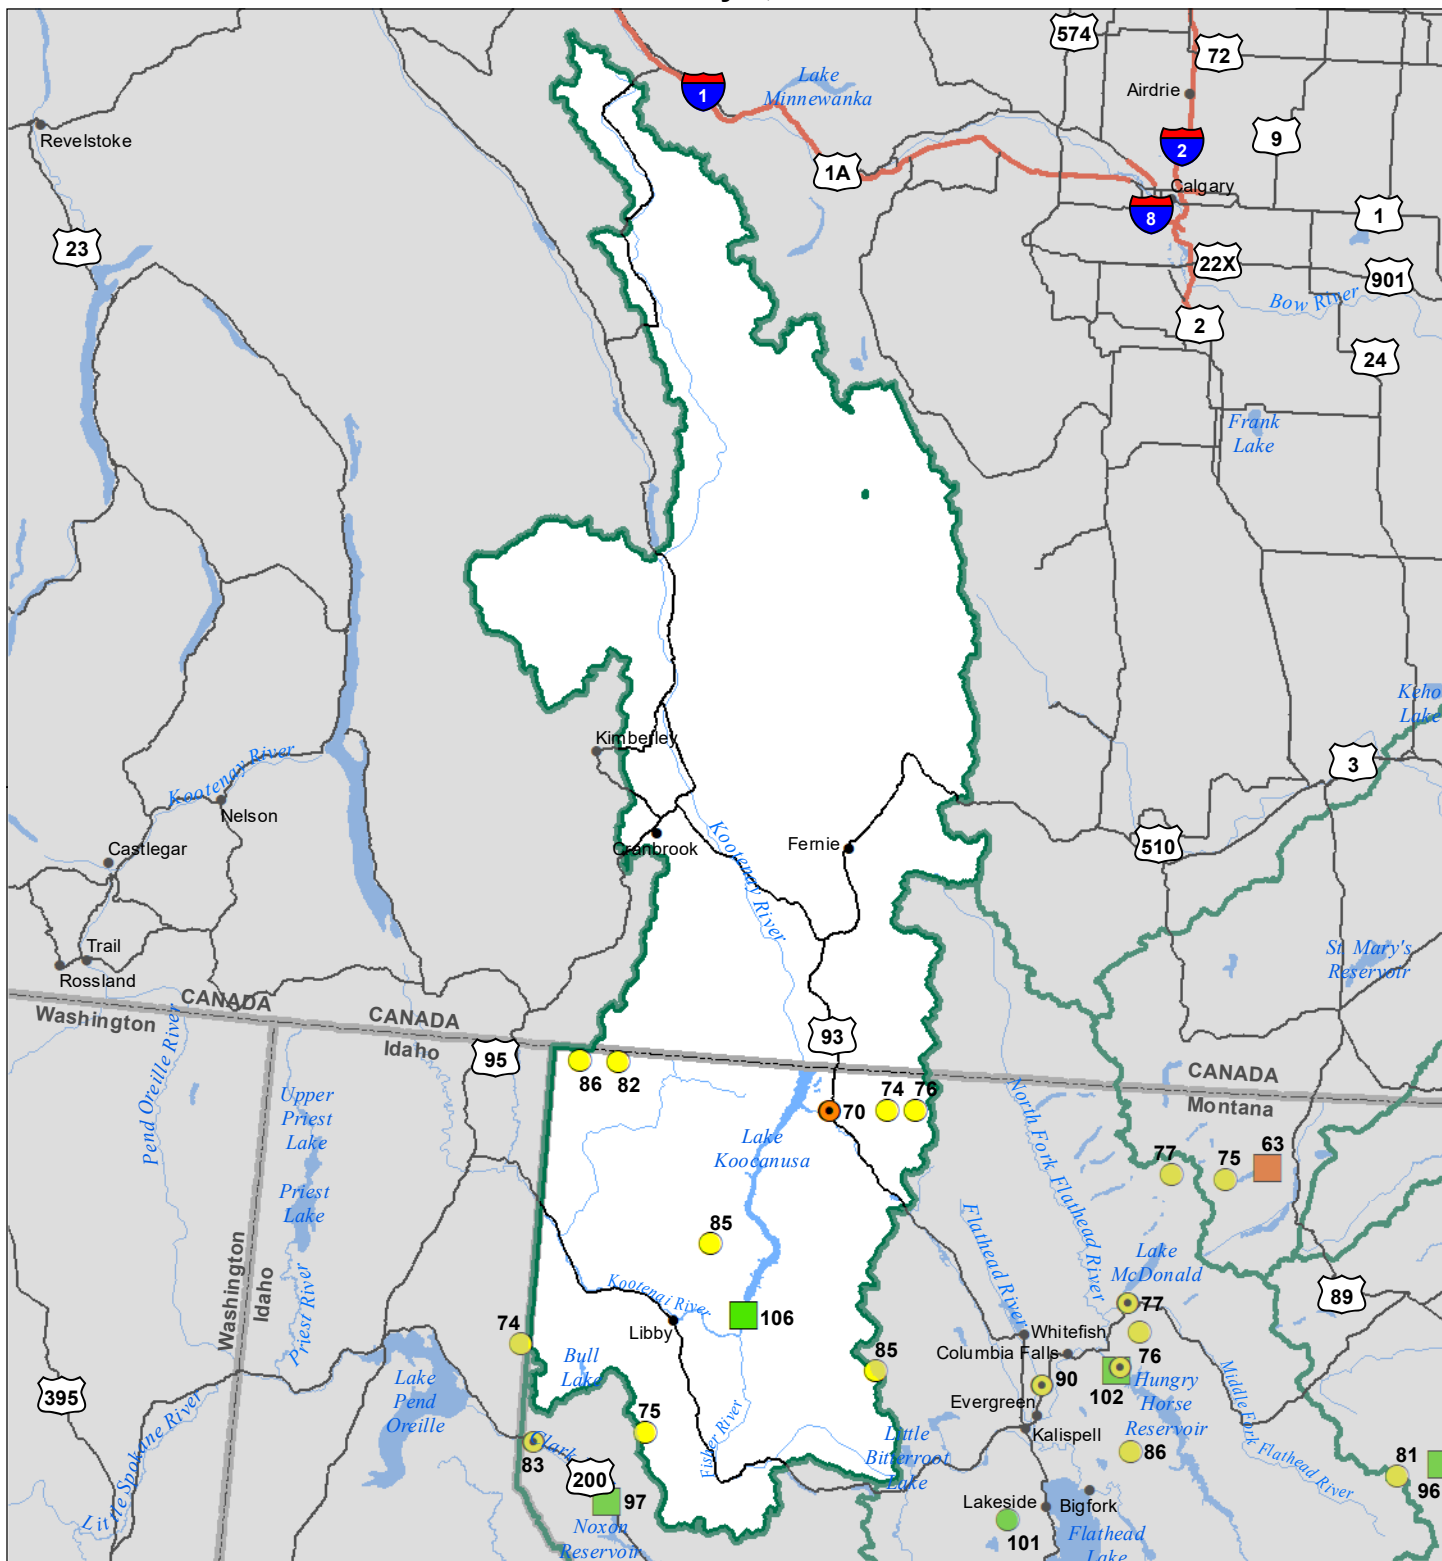 574
72
Lake
Minnewanka
1
Airdrie
Revelstoke
2
9
1A
Calgary
8
1
23
22X
901
Bow River
2
24
Frank
Lake
Keho
Lake
Kimberley
3
Kootenay River
Nelson
Castlegar
Cranbrook
Kootenay River
Fernie
510
Trail
Rossland
St. Mary's
Reservoir
CANADA
Washington
CANADA
Idaho
95
93
CANADA
Montana
Pend Oreille River
86
82
74
76
70
Upper
Priest
Lake
Lake
Koocanusa
North Fork Flathead River
77
75
63
Priest
Lake
Washington
Idaho
85
Flathead River
Lake
McDonald
Priest River
Kootenai River
106
77
89
74
Libby
Whitefish
Columbia Falls
Bull
Lake
85
76
90
102
Hungry
Horse
Reservoir
Middle Fork Flathead River
395
Lake
Pend
Oreille
Evergreen
75
Kalispell
Little
Bitterroot
Lake
86
Fisher River
Clark
83
200
97
81
96
Little Spokane River
Lakeside
Bigfork
Noxon
Reservoir
101
Flathead
Lake